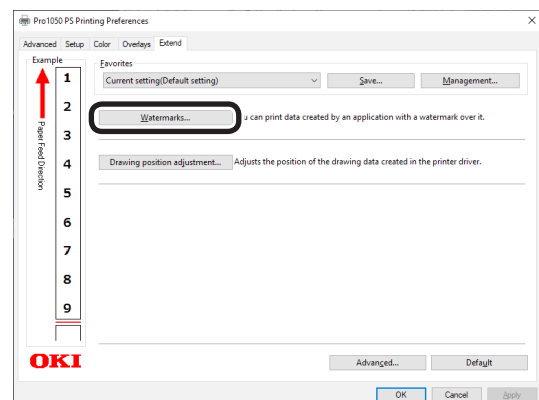 Pro1050 PS Printing Preferences
Advanced Setup Color Overlays Extend
Example
Paper Feed Direction
1
2
3
4
5
6
7
8
9
OKI
Favorites
Current setting(Default setting) Save... Management...
Watermarks... u can print data created by an application with a watermark over it.
Drawing position adjustment... Adjusts the position of the drawing data created in the printer driver.
Advanced... Default
OK Cancel Apply